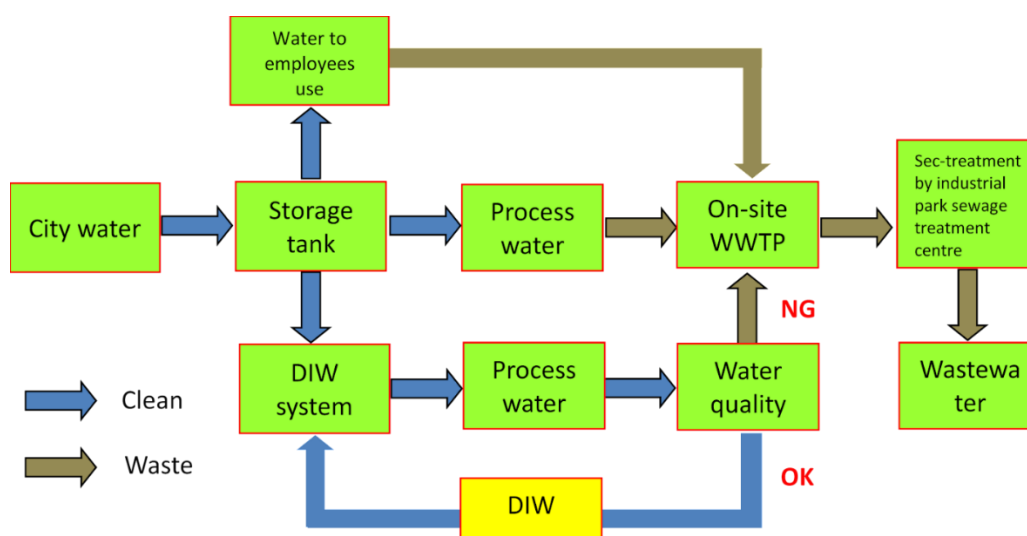 Water to
employees
use
City water
Storage
tank
Process
water
On-site
WWTP
Sec-treatment
by industrial
park sewage
treatment
centre
NG
DIW
system
Process
water
Water
quality
Wastewa
ter
Clean
Waste
OK
DIW